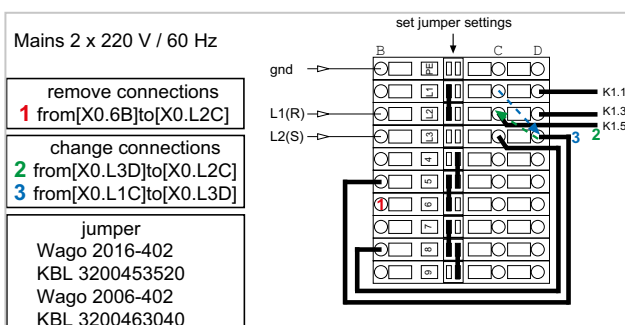 Mains 2 x 220 V / 60 Hz
remove connections
1 from[X0.6B]to[X0.L2C]
change connections
2 from[X0.L3D]to[X0.L2C]
3 from[X0.L1C]to[X0.L3D]
jumper
Wago 2016-402
KBL 3200453520
Wago 2006-402
KBL 3200463040
set jumper settings
B C D
gnd PE
L1 K1.1
L1(R) L2 K1.3
K1.5
L2(S) L3 3 2
4
5
1 6
7
8
9